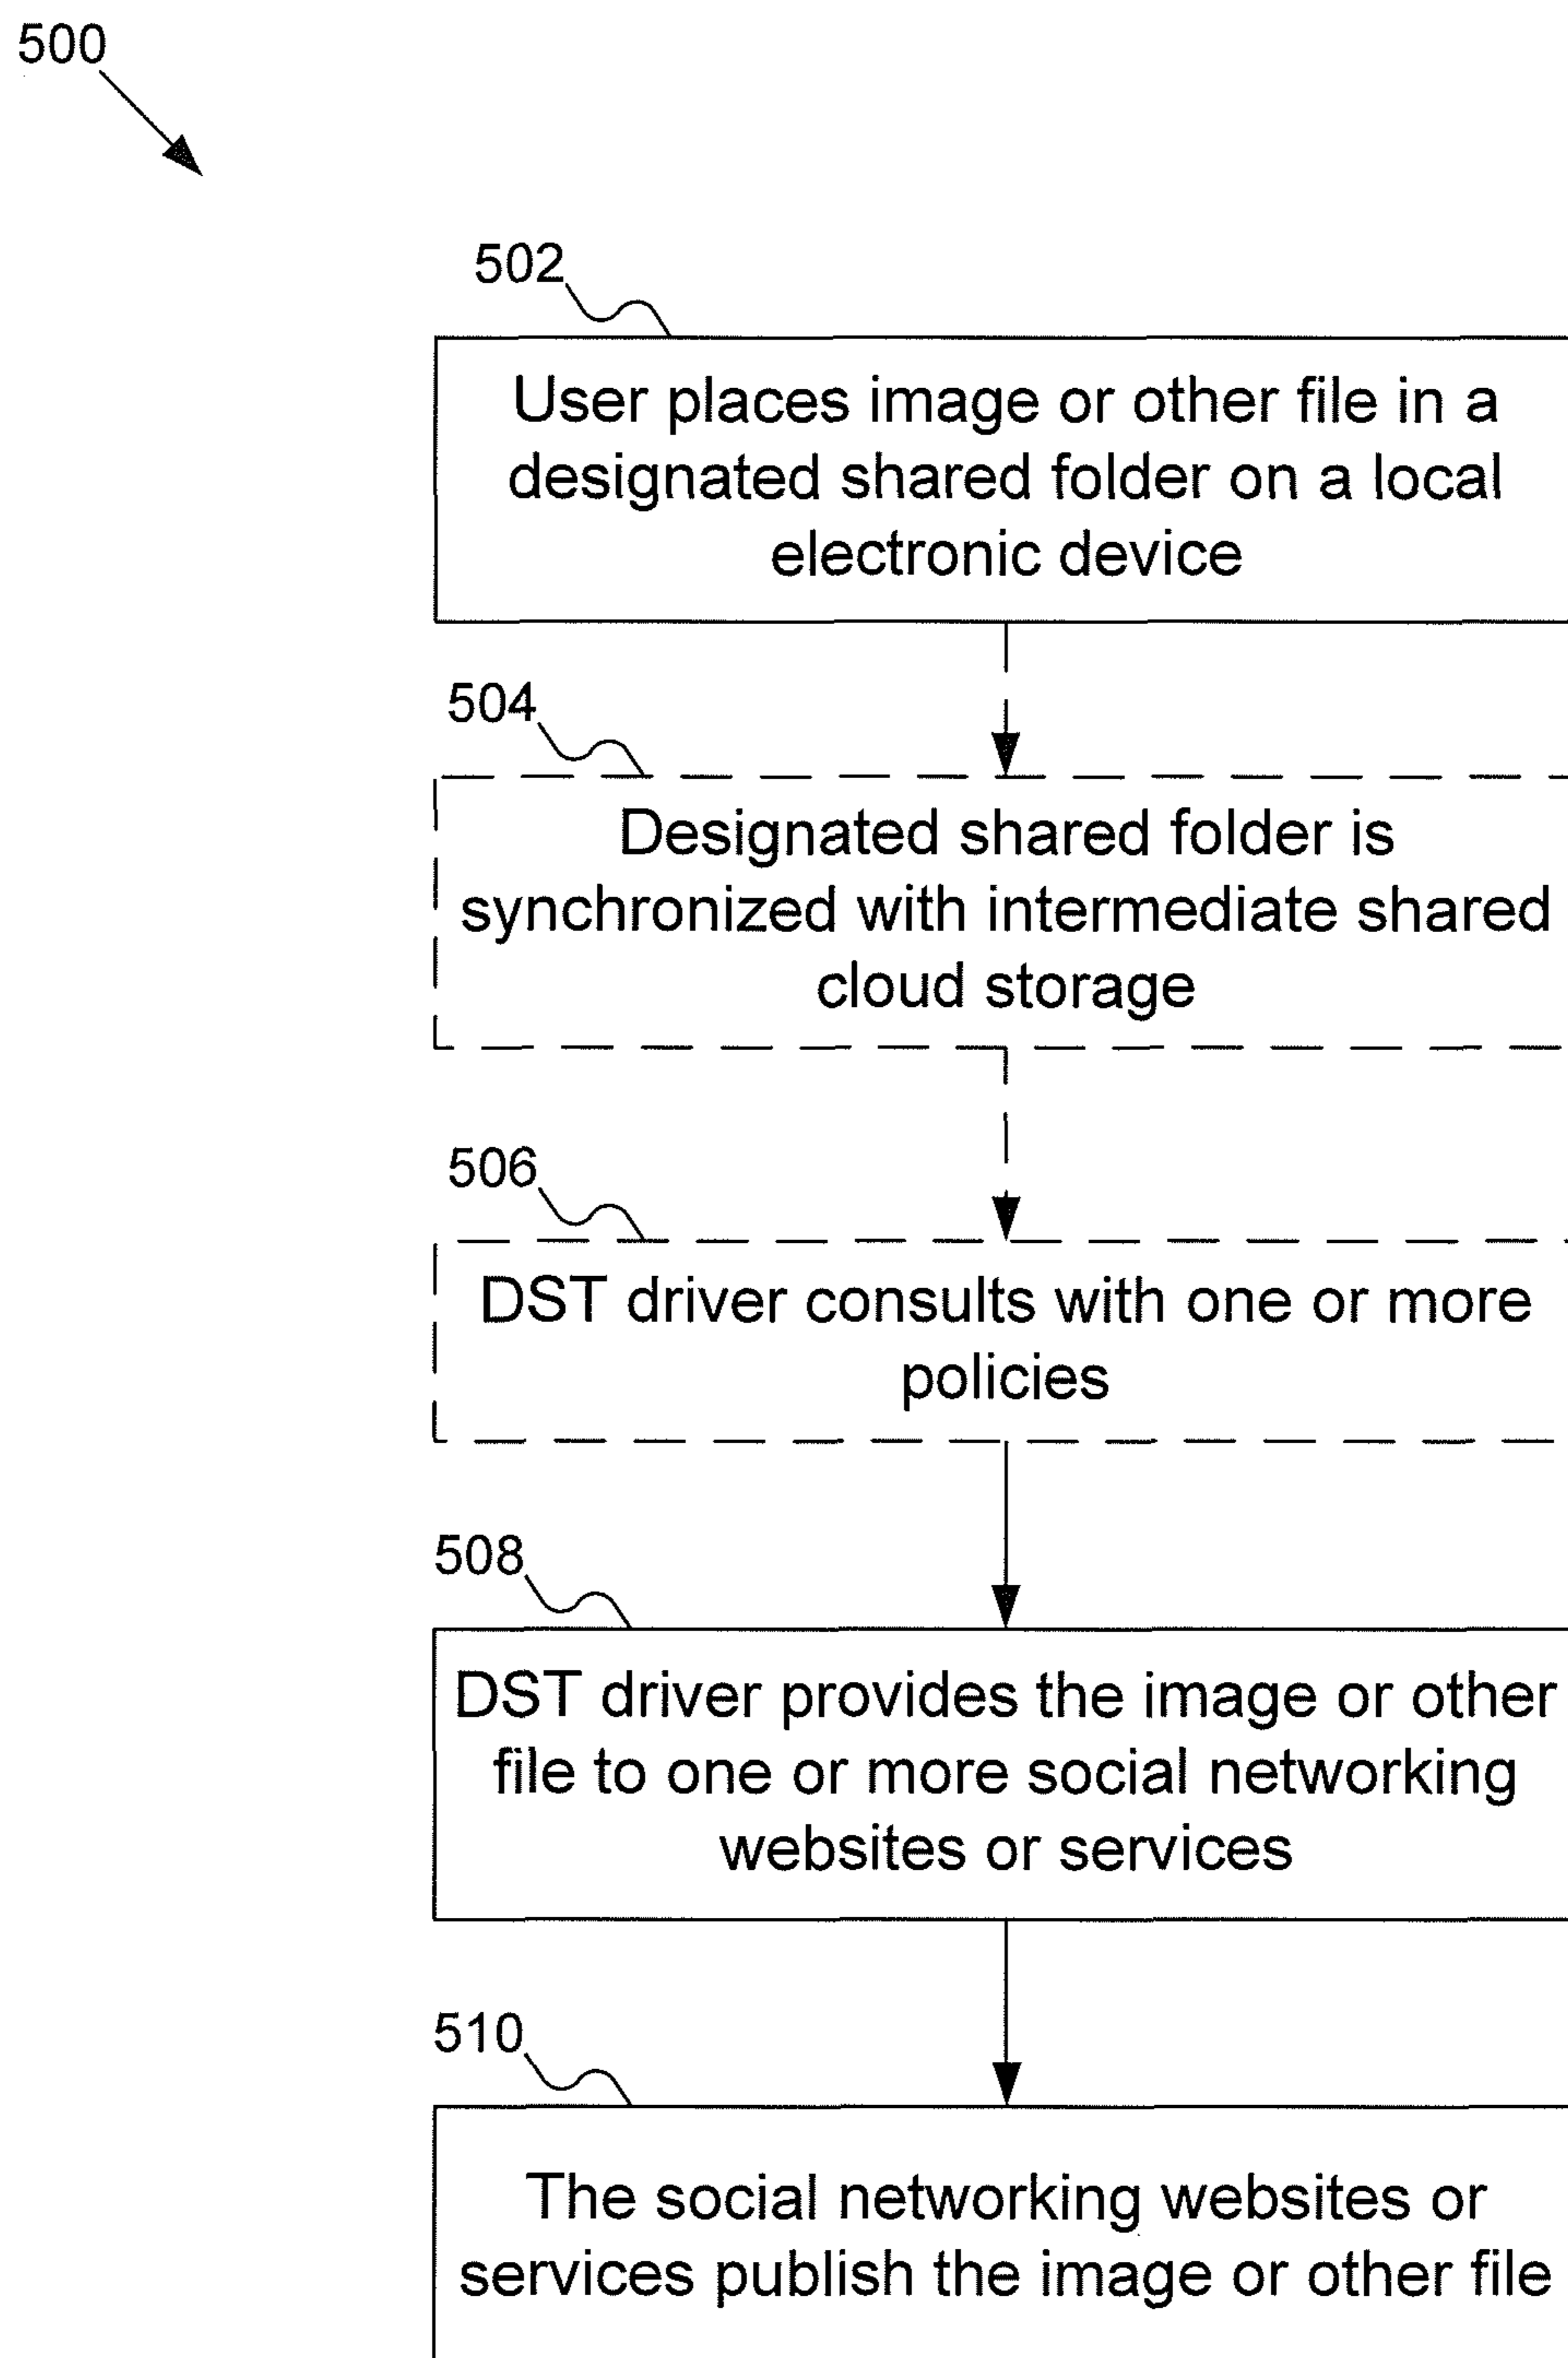 500
502
User places image or other file in a
designated shared folder on a local
electronic device
504
Designated shared folder is
synchronized with intermediate shared
cloud storage
506
DST driver consults with one or more
policies
508
DST driver provides the image or other
file to one or more social networking
websites or services
510
The social networking websites or
services publish the image or other file